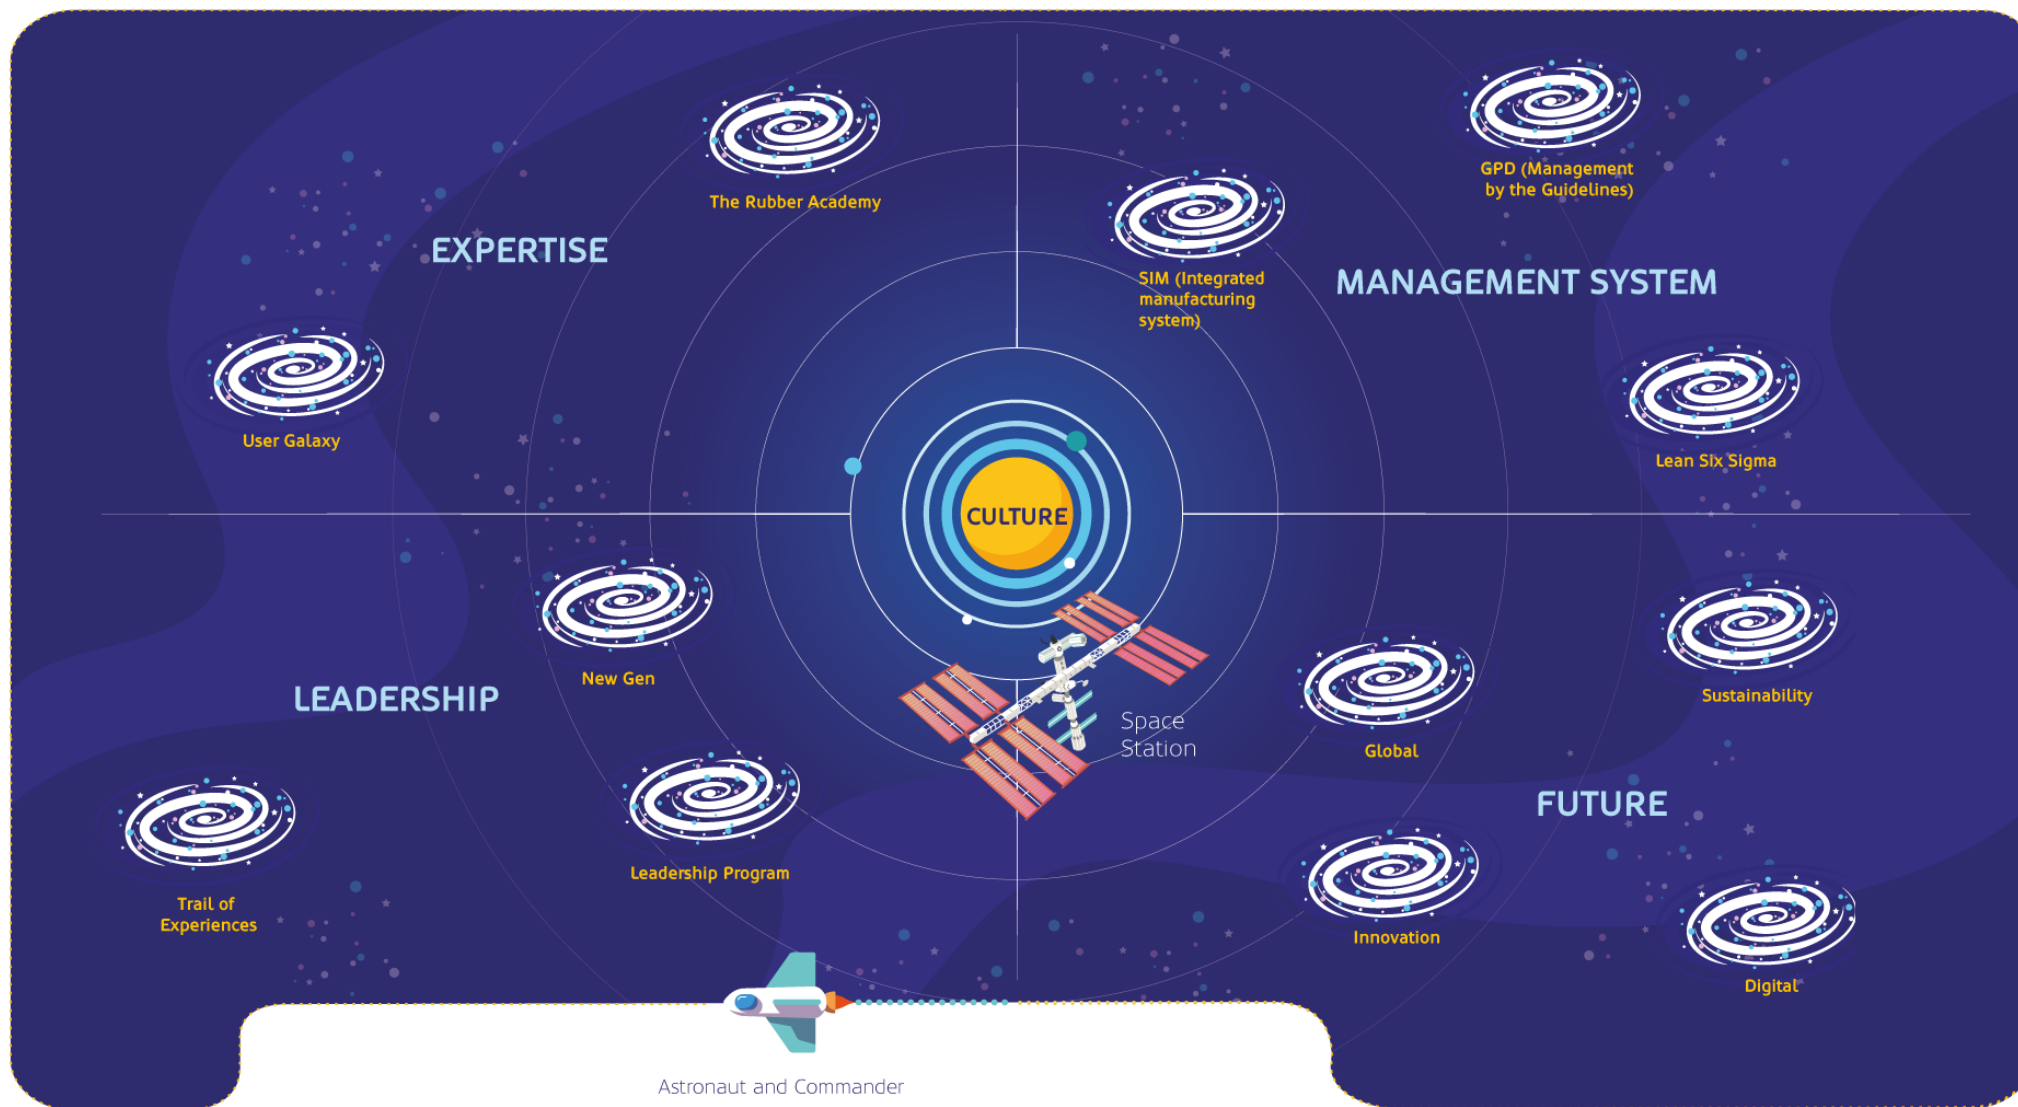 The Rubber Academy
EXPERTISE
User Galaxy
GPD (Management
by the Guidelines)
SIM (Integrated
manufacturing
system)
MANAGEMENT SYSTEM
Lean Six Sigma
CULTURE
New Gen
LEADERSHIP
Leadership Program
Trail of
Experiences
Space
Station
Global
Sustainability
FUTURE
Innovation
Digital
Astronaut and Commander